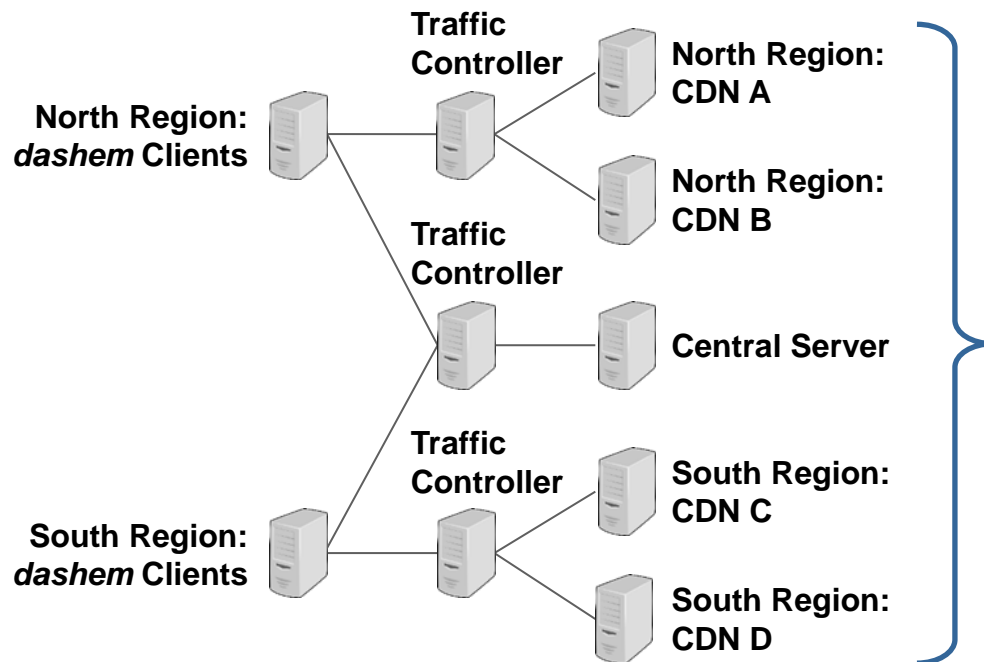 Traffic
Controller
North Region:
CDN A
North Region:
dashem Clients
North Region:
CDN B
Traffic
Controller
Central Server
Traffic
Controller
South Region:
CDN C
South Region:
dashem Clients
South Region:
CDN D